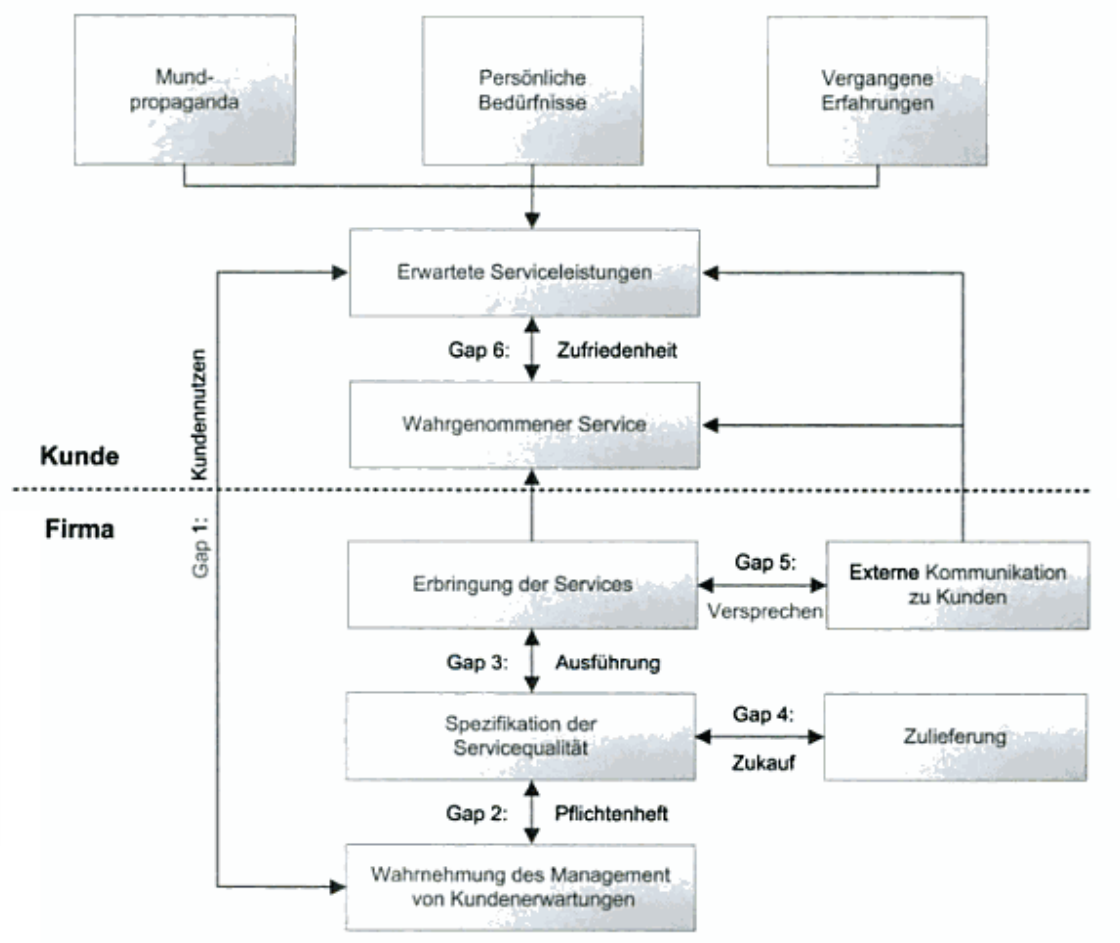 Mund-
propaganda
Persönliche
Bedürfnisse
Vergangene
Erfahrungen
Erwartete Serviceleistungen
Gap 6: Zufriedenheit
Wahrgenommener Service
Kundennutzen
Kunde
Firma
Gap 1:
Erbringung der Services
Gap 5:
Versprechen
Externe Kommunikation
zu Kunden
Gap 3: Ausführung
Spezifikation der
Servicequalität
Gap 4:
Zukauf
Zulieferung
Gap 2: Pflichtenheft
Wahrnehmung des Management
von Kundenerwartungen